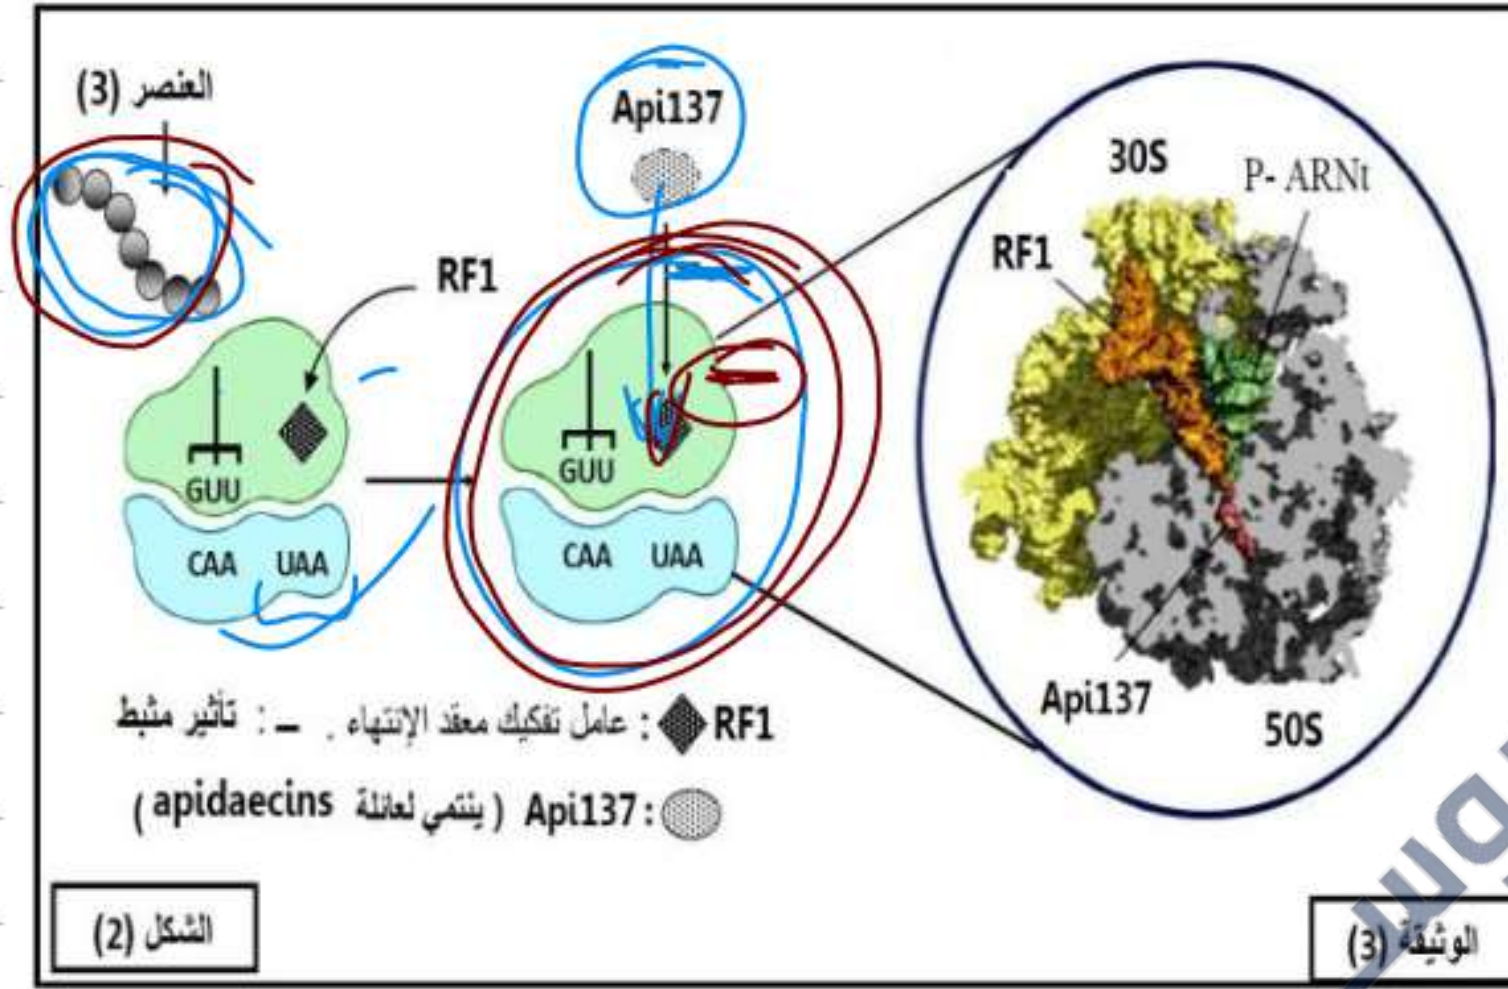 العنصر (3)
Api137
RF1
GUU
CAA UAA
GUU
CAA UAA
30S
P- ARNt
RF1
Api137
50S
RF1 : عامل تفكيك معقد الإنتهاء . – : تأثير مثبط
Api137 : ( ينتمي لعائلة apidaecins )
الشكل (2)
الوثيقة (3)